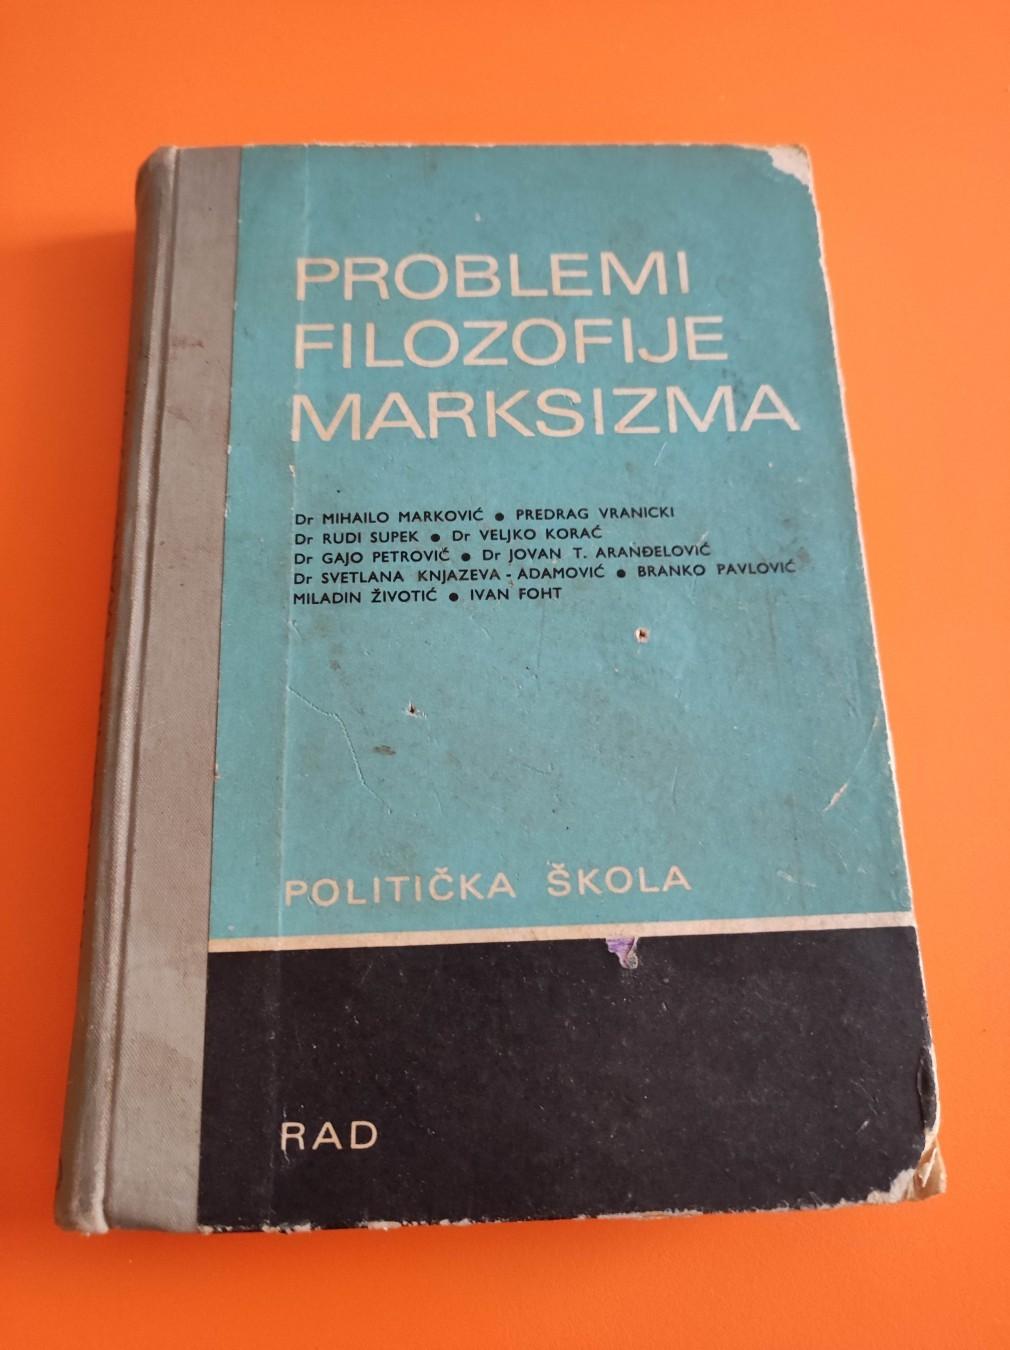 PROBLEMI
FILOZOFIJE
MARKSIZMA
Dr MIHAILO MARKOVIĆ ● PREDRAG VRANICKI
Dr RUDI SUPEK ● Dr VELJKO KORAĆ
Dr GAJO PETROVIĆ ● Dr JOVAN T. ARANĐELOVIĆ
Dr SVETLANA KNJAZEVA - ADAMOVIĆ ● BRANKO PAVLOVIĆ
MILADIN ŽIVOTIĆ ● IVAN FOHT
POLITIČKA ŠKOLA
RAD